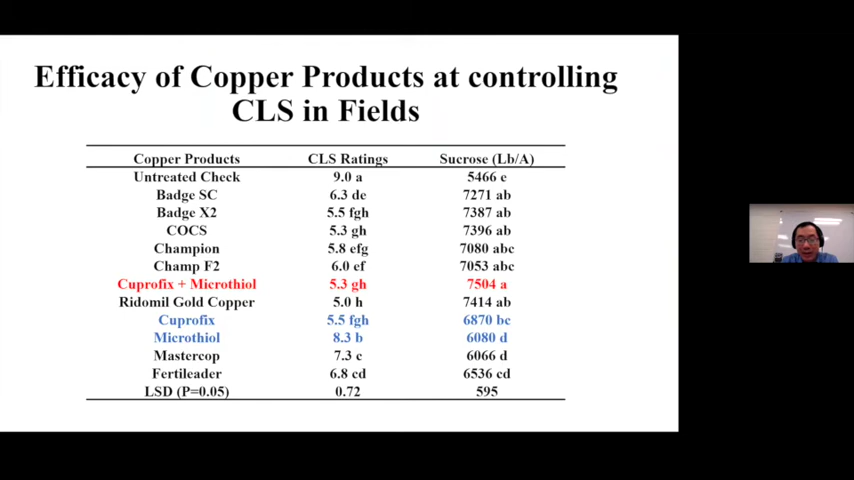 Efficacy of Copper Products at controlling
CLS in Fields
Copper Products CLS Ratings Sucrose (Lb/A)
Untreated Check 9.0 a 5466 e
Badge SC 6.3 de 7271 ab
Badge X2 5.5 fgh 7387 ab
COCS 5.3 gh 7396 ab
Champion 5.8 efg 7080 abc
Champ F2 6.0 ef 7053 abc
Cuprofix + Microthiol 5.3 gh 7504 a
Ridomil Gold Copper 5.0 h 7414 ab
Cuprofix 5.5 fgh 6870 bc
Microthiol 8.3 b 6080 d
Mastercop 7.3 c 6066 d
Fertileader 6.8 cd 6536 cd
LSD (P=0.05) 0.72 595